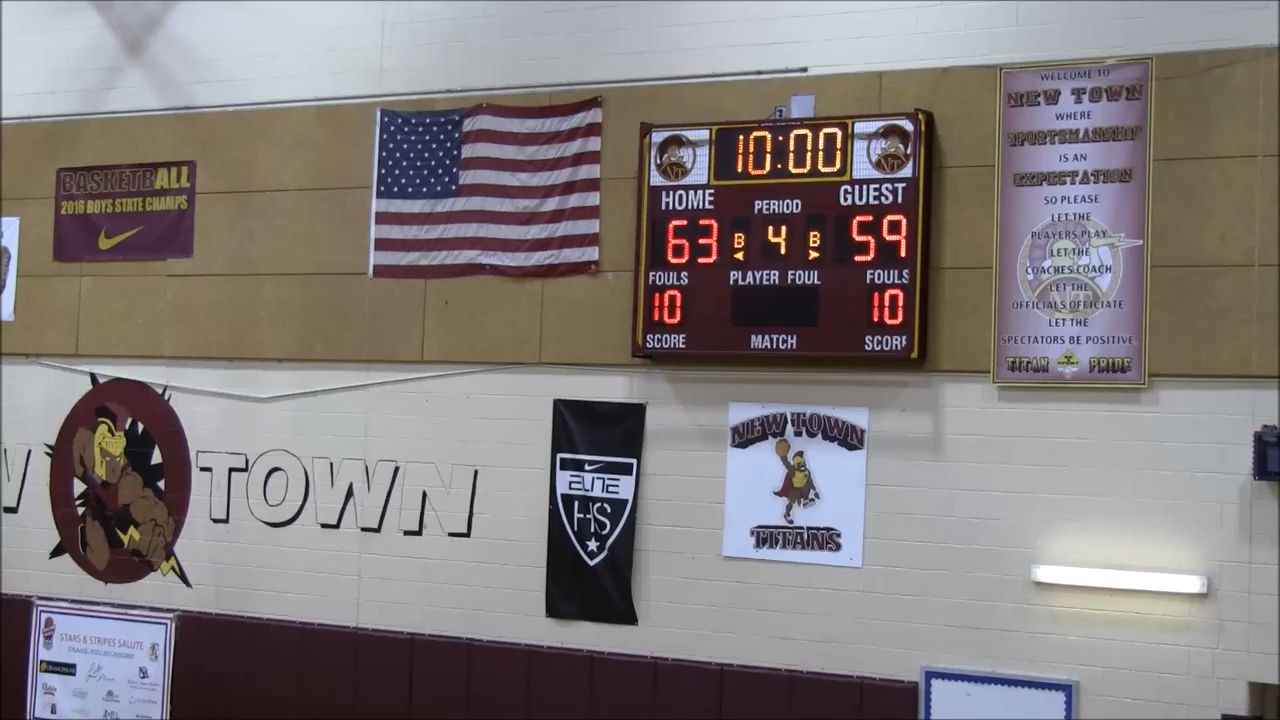 BASKETBALL
2016 BOYS STATE CHAMPS
10:00
NT
HOME
PERIOD
GUEST
63
B
4
B
59
FOULS
PLAYER FOUL
FOULS
10
10
SCORE
MATCH
SCORE
WELCOME TO
NEW TOWN
WHERE
SPORTSMANSHIP
IS AN
EXPECTATION
SO PLEASE
LET THE
PLAYERS PLAY
LET THE
COACHES COACH
LET THE
OFFICIALS OFFICIATE
LET THE
SPECTATORS BE POSITIVE
TITAN PRIDE
W TOWN
ELITE
HS
NEW TOWN
TITANS
STARS & STRIPES SALUTE